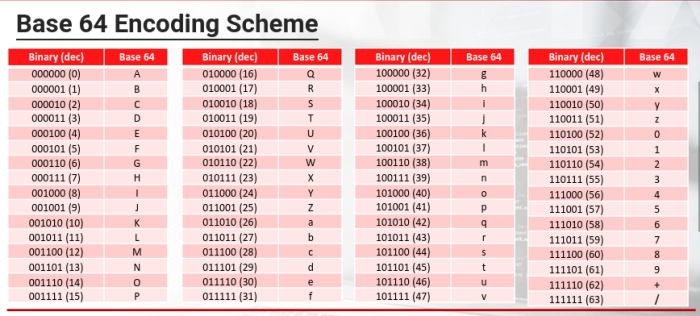 Base 64 Encoding Scheme
Binary (dec) Base 64 Binary (dec) Base 64 Binary (dec) Base 64 Binary (dec) Base 64
000000 (0) A 010000 (16) Q 100000 (32) g 110000 (48) w
000001 (1) B 010001 (17) R 100001 (33) h 110001 (49) x
000010 (2) C 010010 (18) S 100010 (34) i 110010 (50) y
000011 (3) D 010011 (19) T 100011 (35) j 110011 (51) z
000100 (4) E 010100 (20) U 100100 (36) k 110100 (52) 0
000101 (5) F 010101 (21) V 100101 (37) l 110101 (53) 1
000110 (6) G 010110 (22) W 100110 (38) m 110110 (54) 2
000111 (7) H 010111 (23) X 100111 (39) n 110111 (55) 3
001000 (8) I 011000 (24) Y 101000 (40) o 111000 (56) 4
001001 (9) J 011001 (25) Z 101001 (41) p 111001 (57) 5
001010 (10) K 011010 (26) a 101010 (42) q 111010 (58) 6
001011 (11) L 011011 (27) b 101011 (43) r 111011 (59) 7
001100 (12) M 011100 (28) c 101100 (44) s 111100 (60) 8
001101 (13) N 011101 (29) d 101101 (45) t 111101 (61) 9
001110 (14) O 011110 (30) e 101110 (46) u 111110 (62) +
001111 (15) P 011111 (31) f 101111 (47) v 111111 (63) /